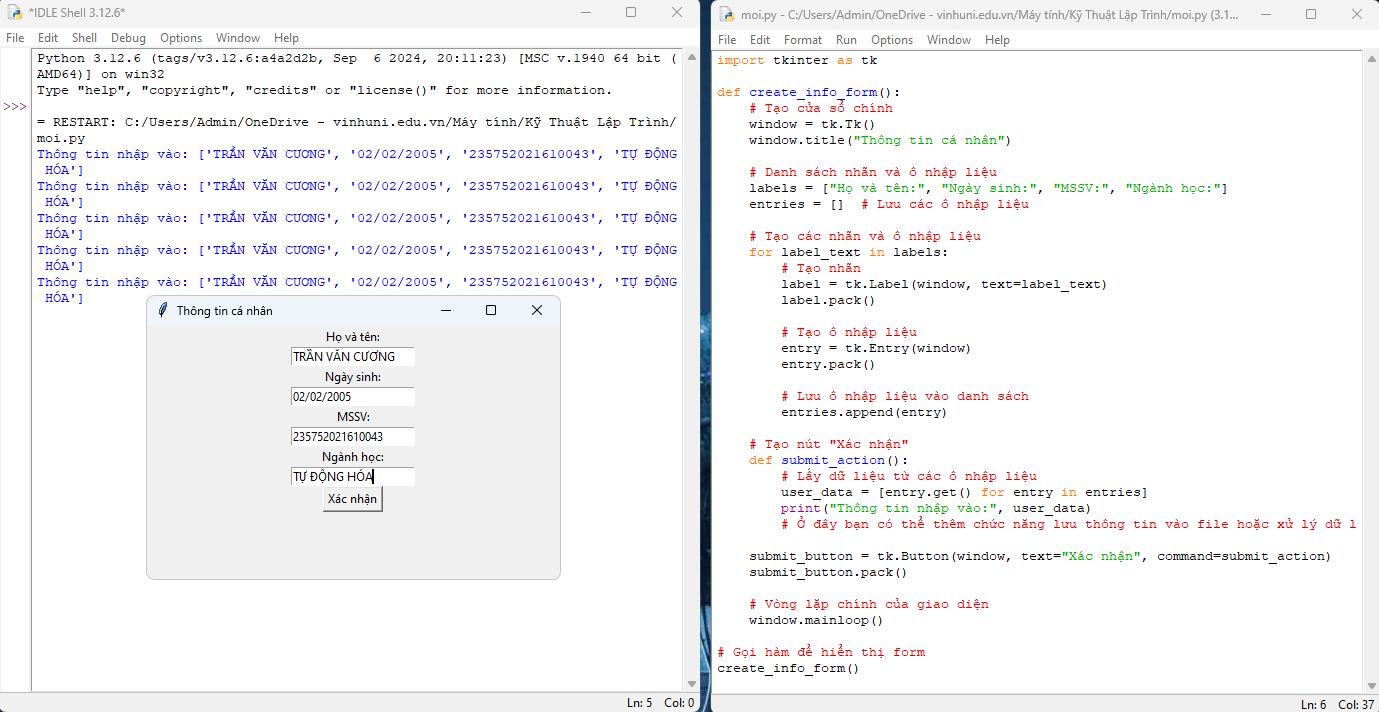 *IDLE Shell 3.12.6*
File Edit Shell Debug Options Window Help
Python 3.12.6 (tags/v3.12.6:a4a2d2b, Sep  6 2024, 20:11:23) [MSC v.1940 64 bit (
AMD64)] on win32
Type "help", "copyright", "credits" or "license()" for more information.
>>>
= RESTART: C:/Users/Admin/OneDrive - vinhuni.edu.vn/Máy tính/Kỹ Thuật Lập Trình/
moi.py
Thông tin nhập vào: ['TRẦN VĂN CƯƠNG', '02/02/2005', '235752021610043', 'TỰ ĐỘNG
 HÓA']
Thông tin nhập vào: ['TRẦN VĂN CƯƠNG', '02/02/2005', '235752021610043', 'TỰ ĐỘNG
 HÓA']
Thông tin nhập vào: ['TRẦN VĂN CƯƠNG', '02/02/2005', '235752021610043', 'TỰ ĐỘNG
 HÓA']
Thông tin nhập vào: ['TRẦN VĂN CƯƠNG', '02/02/2005', '235752021610043', 'TỰ ĐỘNG
 HÓA']
Thông tin nhập vào: ['TRẦN VĂN CƯƠNG', '02/02/2005', '235752021610043', 'TỰ ĐỘNG
 HÓA']
Thông tin cá nhân
Họ và tên:
TRẦN VĂN CƯƠNG
Ngày sinh:
02/02/2005
MSSV:
235752021610043
Ngành học:
TỰ ĐỘNG HÓA
Xác nhận
Ln: 5 Col: 0
moi.py - C:/Users/Admin/OneDrive - vinhuni.edu.vn/Máy tính/Kỹ Thuật Lập Trình/moi.py (3.1...
File Edit Format Run Options Window Help
import tkinter as tk

def create_info_form():
    # Tạo cửa sổ chính
    window = tk.Tk()
    window.title("Thông tin cá nhân")

    # Danh sách nhãn và ô nhập liệu
    labels = ["Họ và tên:", "Ngày sinh:", "MSSV:", "Ngành học:"]
    entries = []  # Lưu các ô nhập liệu

    # Tạo các nhãn và ô nhập liệu
    for label_text in labels:
        # Tạo nhãn
        label = tk.Label(window, text=label_text)
        label.pack()

        # Tạo ô nhập liệu
        entry = tk.Entry(window)
        entry.pack()

        # Lưu ô nhập liệu vào danh sách
        entries.append(entry)

    # Tạo nút "Xác nhận"
    def submit_action():
        # Lấy dữ liệu từ các ô nhập liệu
        user_data = [entry.get() for entry in entries]
        print("Thông tin nhập vào:", user_data)
        # Ở đây bạn có thể thêm chức năng lưu thông tin vào file hoặc xử lý dữ l

    submit_button = tk.Button(window, text="Xác nhận", command=submit_action)
    submit_button.pack()

    # Vòng lặp chính của giao diện
    window.mainloop()

# Gọi hàm để hiển thị form
create_info_form()
Ln: 6 Col: 37